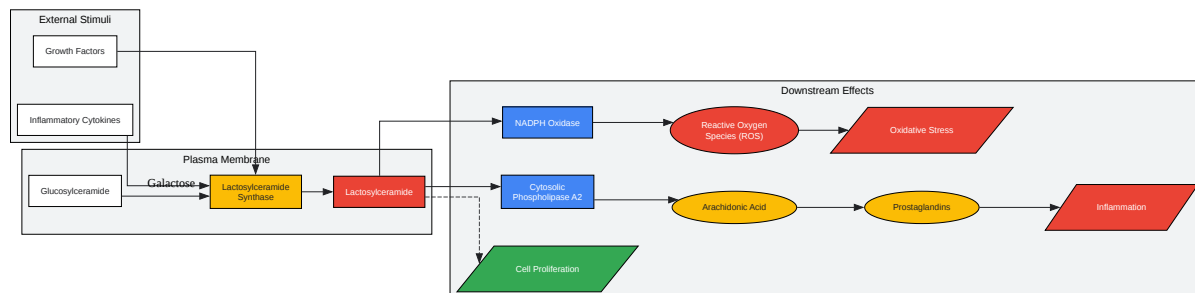 External Stimuli
Growth Factors
Inflammatory Cytokines
Plasma Membrane
Glucosylceramide
Galactose
Lactosylceramide
Synthase
Lactosylceramide
Downstream Effects
NADPH Oxidase
Reactive Oxygen
Species (ROS)
Oxidative Stress
Cytosolic
Phospholipase A2
Arachidonic Acid
Prostaglandins
Inflammation
Cell Proliferation